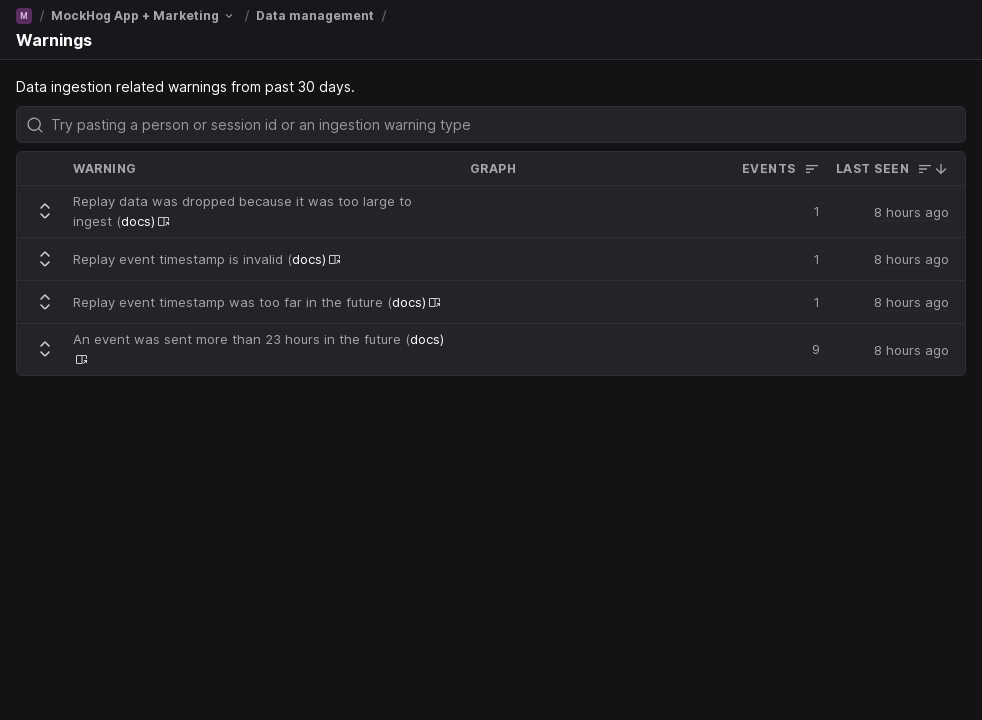 M / MockHog App + Marketing / Data management /
Warnings
Data ingestion related warnings from past 30 days.
Try pasting a person or session id or an ingestion warning type
WARNING GRAPH EVENTS LAST SEEN
Replay data was dropped because it was too large to
ingest (docs) 1 8 hours ago
Replay event timestamp is invalid (docs) 1 8 hours ago
Replay event timestamp was too far in the future (docs) 1 8 hours ago
An event was sent more than 23 hours in the future (docs)
9 8 hours ago